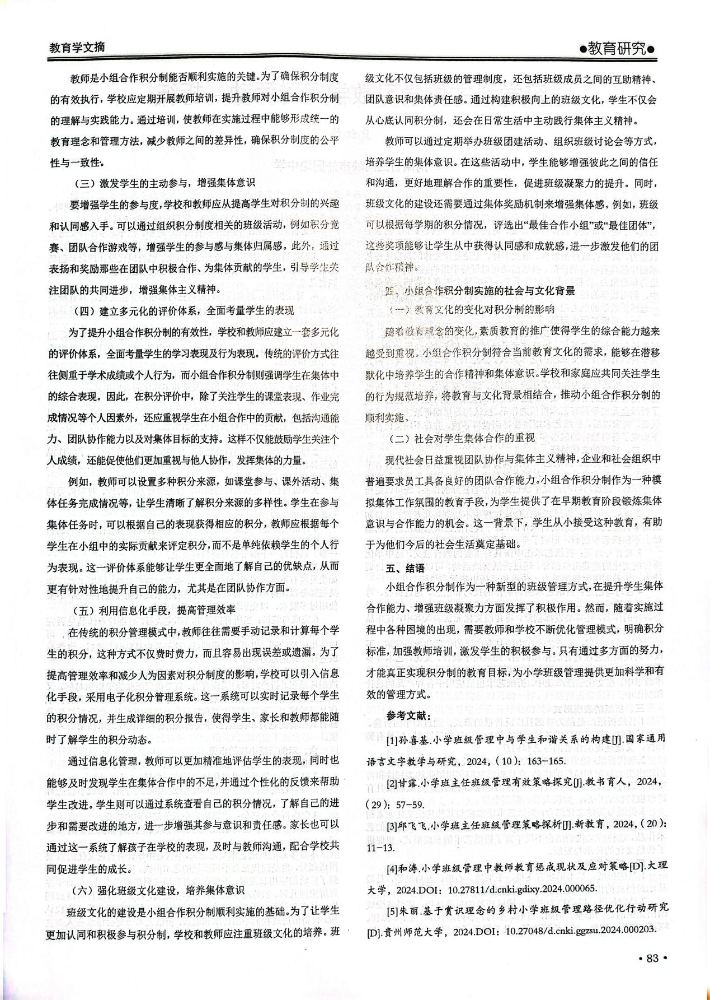 教育学文摘
●教育研究●
教师是小组合作积分制能否顺利实施的关键。为了确保积分制度
的有效执行，学校应定期开展教师培训，提升教师对小组合作积分制
的理解与实践能力。通过培训，使教师在实施过程中能够形成统一的
教育理念和管理方法，减少教师之间的差异性，确保积分制度的公平
性与一致性。
（三）激发学生的主动参与，增强集体意识
要增强学生的参与度，学校和教师应从提高学生对积分制的兴趣
和认同感入手。可以通过组织积分制度相关的班级活动，例如积分竞
赛、团队合作游戏等，增强学生的参与感与集体归属感。此外，通过
表扬和奖励那些在团队中积极合作、为集体贡献的学生，引导学生关
注团队的共同进步，增强集体主义精神。
（四）建立多元化的评价体系，全面考量学生的表现
为了提升小组合作积分制的有效性，学校和教师应建立一套多元化
的评价体系，全面考量学生的学习表现及行为表现。传统的评价方式往
往侧重于学术成绩或个人行为，而小组合作积分制则强调学生在集体中
的综合表现。因此，在积分评价中，除了关注学生的课堂表现、作业完
成情况等个人因素外，还应重视学生在小组合作中的贡献，包括沟通能
力、团队协作能力以及对集体目标的支持。这样不仅能鼓励学生关注个
人成绩，还能促使他们更加重视与他人协作，发挥集体的力量。
例如，教师可以设置多种积分来源，如课堂参与、课外活动、集
体任务完成情况等，让学生清晰了解积分来源的多样性。学生在参与
集体任务时，可以根据自己的表现获得相应的积分，教师应根据每个
学生在小组中的实际贡献来评定积分，而不是单纯依赖学生的个人行
为表现。这一评价体系能够让学生更全面地了解自己的优缺点，从而
更有针对性地提升自己的能力，尤其是在团队协作方面。
（五）利用信息化手段，提高管理效率
在传统的积分管理模式中，教师往往需要手动记录和计算每个学
生的积分，这种方式不仅费时费力，而且容易出现误差或遗漏。为了
提高管理效率和减少人为因素对积分制度的影响，学校可以引入信息
化手段，采用电子化积分管理系统。这一系统可以实时记录每个学生
的积分情况，并生成详细的积分报告，使得学生、家长和教师都能随
时了解学生的积分动态。
通过信息化管理，教师可以更加精准地评估学生的表现，同时也
能够及时发现学生在集体合作中的不足，并通过个性化的反馈来帮助
学生改进。学生则可以通过系统查看自己的积分情况，了解自己的进
步和需要改进的地方，进一步增强其参与意识和责任感。家长也可以
通过这一系统了解孩子在学校的表现，及时与教师沟通，配合学校共
同促进学生的成长。
（六）强化班级文化建设，培养集体意识
班级文化的建设是小组合作积分制顺利实施的基础。为了让学生
更加认同和积极参与积分制，学校和教师应注重班级文化的培养。班
级文化不仅包括班级的管理制度，还包括班级成员之间的互助精神、
团队意识和集体责任感。通过构建积极向上的班级文化，学生不仅会
从心底认同积分制，还会在日常生活中主动践行集体主义精神。
教师可以通过定期举办班级团建活动、组织班级讨论会等方式，
培养学生的集体意识。在这些活动中，学生能够增强彼此之间的信任
和沟通，更好地理解合作的重要性，促进班级凝聚力的提升。同时，
班级文化的建设还需要通过集体奖励机制来增强集体感。例如，班级
可以根据每学期的积分情况，评选出“最佳合作小组”或“最佳团体”，
这些奖项能够让学生从中获得认同感和成就感，进一步激发他们的团
队合作精神。
四、小组合作积分制实施的社会与文化背景
（一）教育文化的变化对积分制的影响
随着教育理念的变化，素质教育的推广使得学生的综合能力越来
越受到重视。小组合作积分制符合当前教育文化的需求，能够在潜移
默化中培养学生的合作精神和集体意识。学校和家庭应共同关注学生
的行为规范培养，将教育与文化背景相结合，推动小组合作积分制的
顺利实施。
（二）社会对学生集体合作的重视
现代社会日益重视团队协作与集体主义精神，企业和社会组织中
普遍要求员工具备良好的团队合作能力。小组合作积分制作为一种模
拟集体工作氛围的教育手段，为学生提供了在早期教育阶段锻炼集体
意识与合作能力的机会。这一背景下，学生从小接受这种教育，有助
于为他们今后的社会生活奠定基础。
五、结语
小组合作积分制作为一种新型的班级管理方式，在提升学生集体
合作能力、增强班级凝聚力方面发挥了积极作用。然而，随着实施过
程中各种困境的出现，需要教师和学校不断优化管理模式，明确积分
标准，加强教师培训，激发学生的积极参与。只有通过多方面的努力，
才能真正实现积分制的教育目标，为小学班级管理提供更加科学和有
效的管理方式。
参考文献：
[1]孙喜基.小学班级管理中与学生和谐关系的构建[J].国家通用
语言文字教学与研究，2024，（10）：163-165.
[2]甘露.小学班主任班级管理有效策略探究[J].教书育人，2024，
（29）：57-59.
[3]邱飞飞.小学班主任班级管理策略探析[J].新教育，2024，（20）：
11-13.
[4]和涛.小学班级管理中教师教育惩戒现状及应对策略[D].大理
大学，2024.DOI：10.27811/d.cnki.gdixy.2024.000065.
[5]朱丽.基于赏识理念的乡村小学班级管理路径优化行动研究
[D].贵州师范大学，2024.DOI：10.27048/d.cnki.ggzsu.2024.000203.
·83·